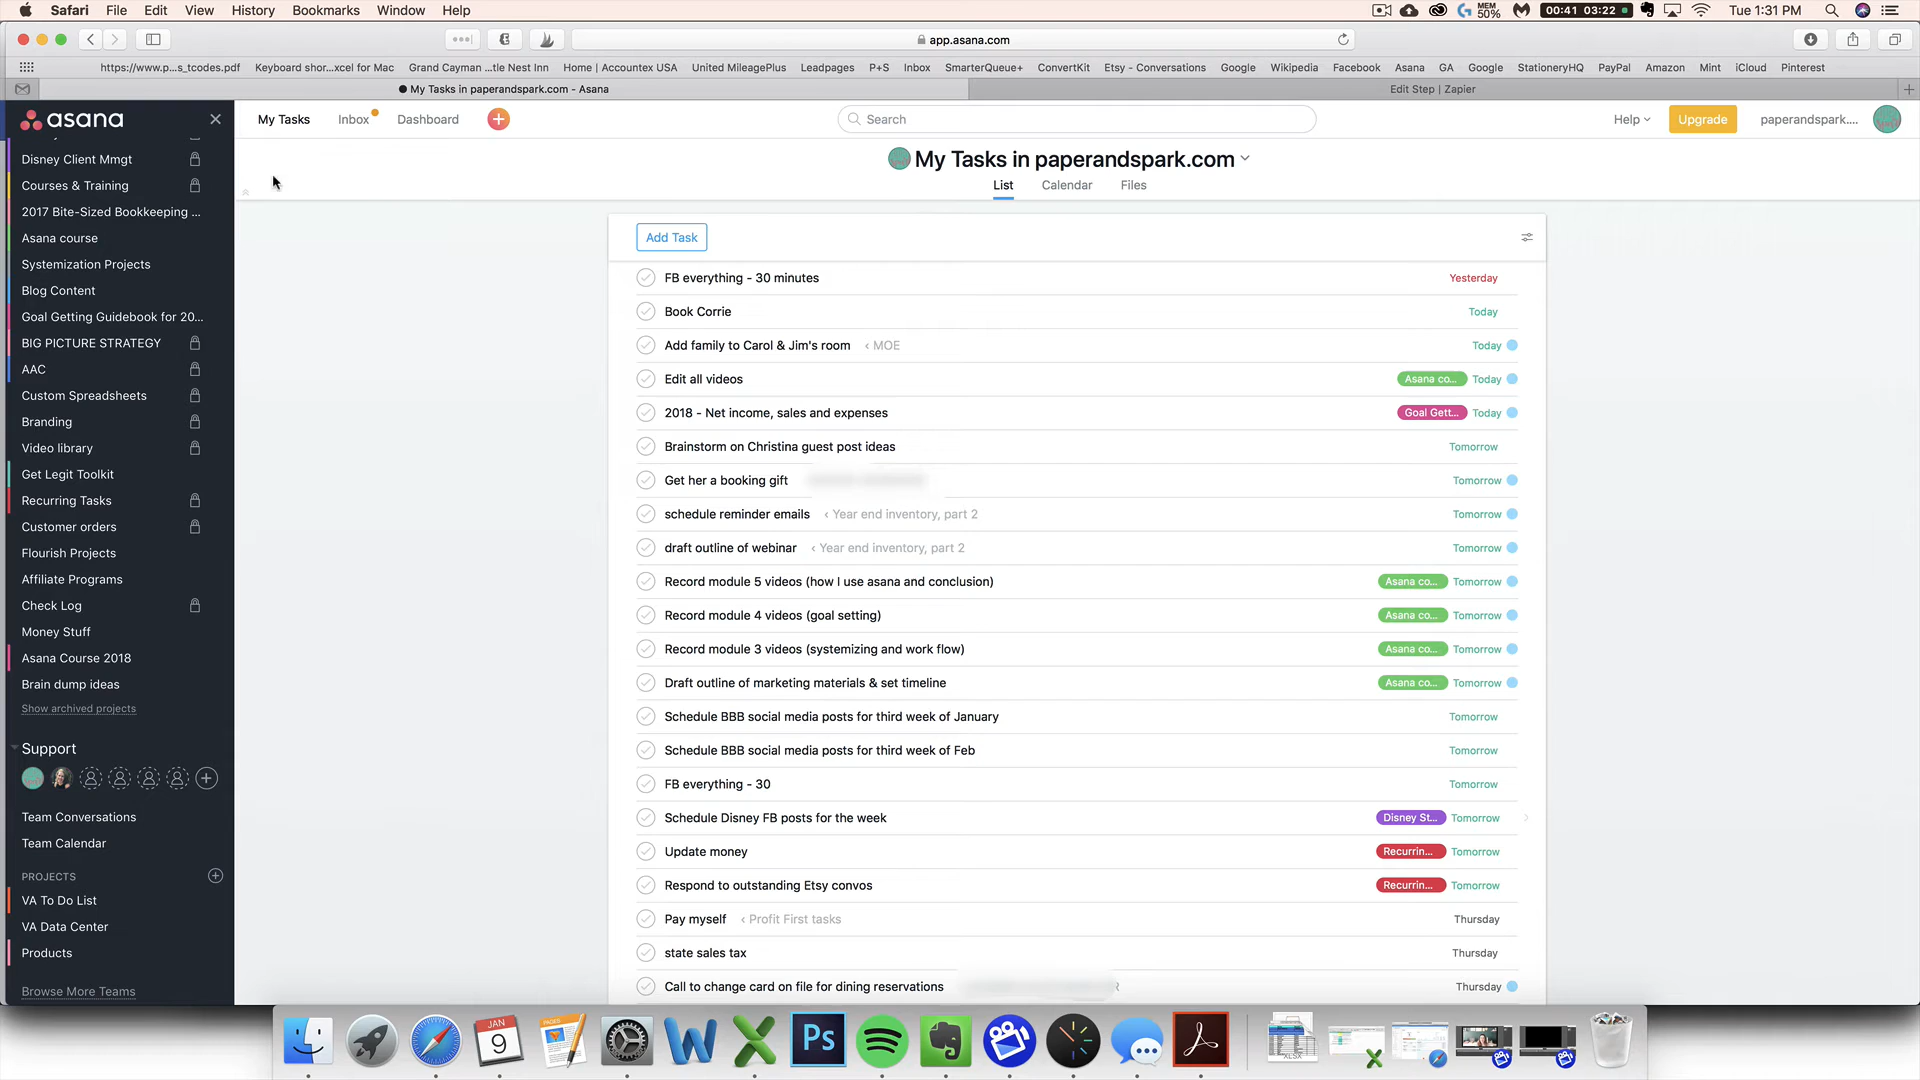 Safari File Edit View History Bookmarks Window Help
MEM 50% 00:41 03:22 Tue 1:31 PM
app.asana.com
https://www.p...s_tcodes.pdf Keyboard shor...xcel for Mac Grand Cayman ...tle Nest Inn Home | Accountex USA United MileagePlus Leadpages P+S Inbox SmarterQueue+ ConvertKit Etsy - Conversations Google Wikipedia Facebook Asana GA Google StationeryHQ PayPal Amazon Mint iCloud Pinterest
My Tasks in paperandspark.com - Asana
Edit Step | Zapier
asana
My Tasks Inbox Dashboard
Search
Help Upgrade paperandspark....
My Tasks in paperandspark.com
List Calendar Files
Disney Client Mmgt
Courses & Training
2017 Bite-Sized Bookkeeping ...
Asana course
Systemization Projects
Blog Content
Goal Getting Guidebook for 20...
BIG PICTURE STRATEGY
AAC
Custom Spreadsheets
Branding
Video library
Get Legit Toolkit
Recurring Tasks
Customer orders
Flourish Projects
Affiliate Programs
Check Log
Money Stuff
Asana Course 2018
Brain dump ideas
Show archived projects
Support
Team Conversations
Team Calendar
PROJECTS
VA To Do List
VA Data Center
Products
Browse More Teams
Add Task
FB everything - 30 minutes Yesterday
Book Corrie Today
Add family to Carol & Jim's room ‹ MOE Today
Edit all videos Asana co... Today
2018 - Net income, sales and expenses Goal Gett... Today
Brainstorm on Christina guest post ideas Tomorrow
Get her a booking gift Tomorrow
schedule reminder emails ‹ Year end inventory, part 2 Tomorrow
draft outline of webinar ‹ Year end inventory, part 2 Tomorrow
Record module 5 videos (how I use asana and conclusion) Asana co... Tomorrow
Record module 4 videos (goal setting) Asana co... Tomorrow
Record module 3 videos (systemizing and work flow) Asana co... Tomorrow
Draft outline of marketing materials & set timeline Asana co... Tomorrow
Schedule BBB social media posts for third week of January Tomorrow
Schedule BBB social media posts for third week of Feb Tomorrow
FB everything - 30 Tomorrow
Schedule Disney FB posts for the week Disney St... Tomorrow
Update money Recurrin... Tomorrow
Respond to outstanding Etsy convos Recurrin... Tomorrow
Pay myself ‹ Profit First tasks Thursday
state sales tax Thursday
Call to change card on file for dining reservations Thursday
JAN
9
PAGES
Ps
XLSX